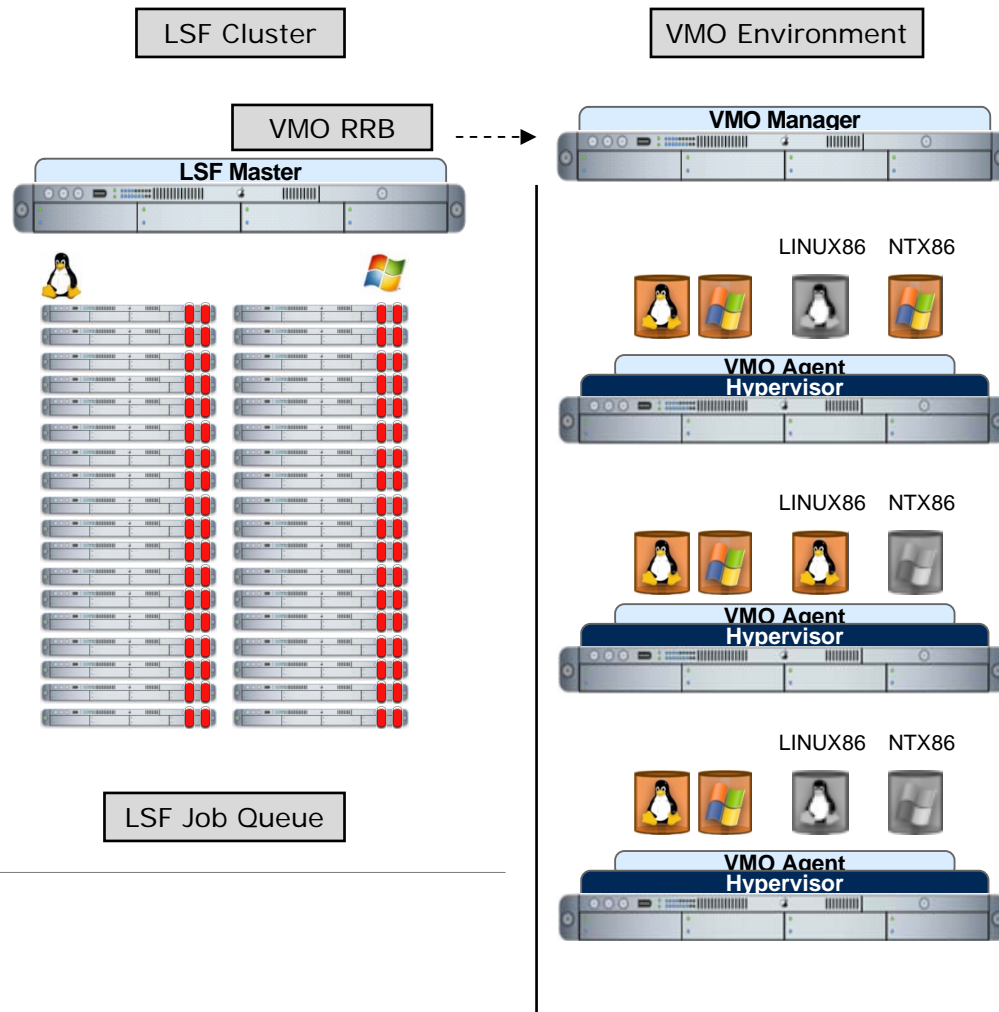 LSF Cluster
VMO Environment
VMO RRB
VMO Manager
LSF Master
LINUX86 NTX86
VMO Agent
Hypervisor
LINUX86 NTX86
VMO Agent
Hypervisor
LINUX86 NTX86
LSF Job Queue
VMO Agent
Hypervisor